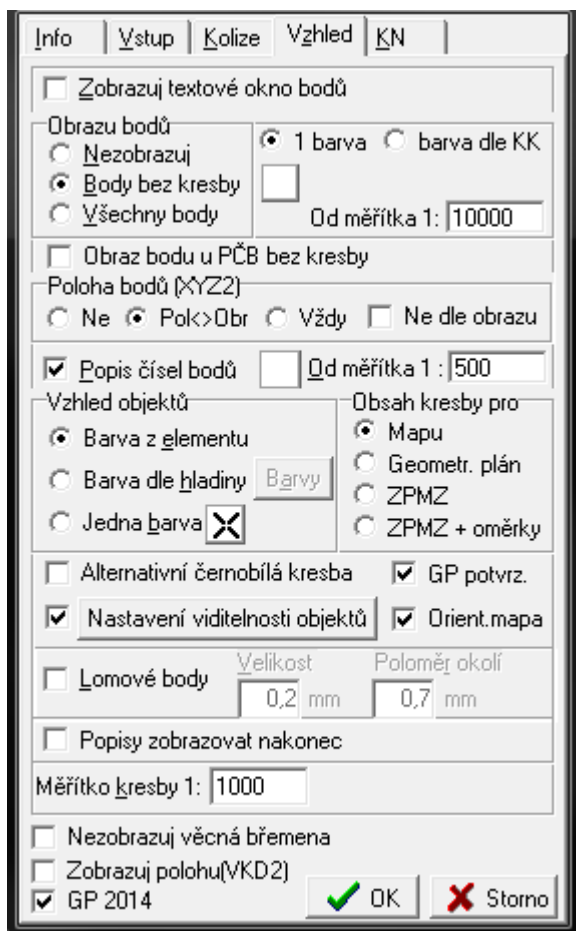 Info Vstup Kolize Vzhled KN
Zobrazuj textové okno bodů
Obrazu bodů
Nezobrazuj
Body bez kresby
Všechny body
1 barva barva dle KK
Od měřítka 1: 10000
Obraz bodu u PČB bez kresby
Poloha bodů (XYZ2)
Ne Pol<>Obr Vždy Ne dle obrazu
Popis čísel bodů Od měřítka 1 : 500
Vzhled objektů
Barva z elementu
Barva dle hladiny Barvy
Jedna barva
Obsah kresby pro
Mapu
Geometr. plán
ZPMZ
ZPMZ + oměrky
Alternativní černobílá kresba GP potvrz.
Nastavení viditelnosti objektů Orient.mapa
Velikost Poloměr okolí
Lomové body 0,2 mm 0,7 mm
Popisy zobrazovat nakonec
Měřítko kresby 1: 1000
Nezobrazuj věcná břemena
Zobrazuj polohu(VKD2)
GP 2014 OK Storno